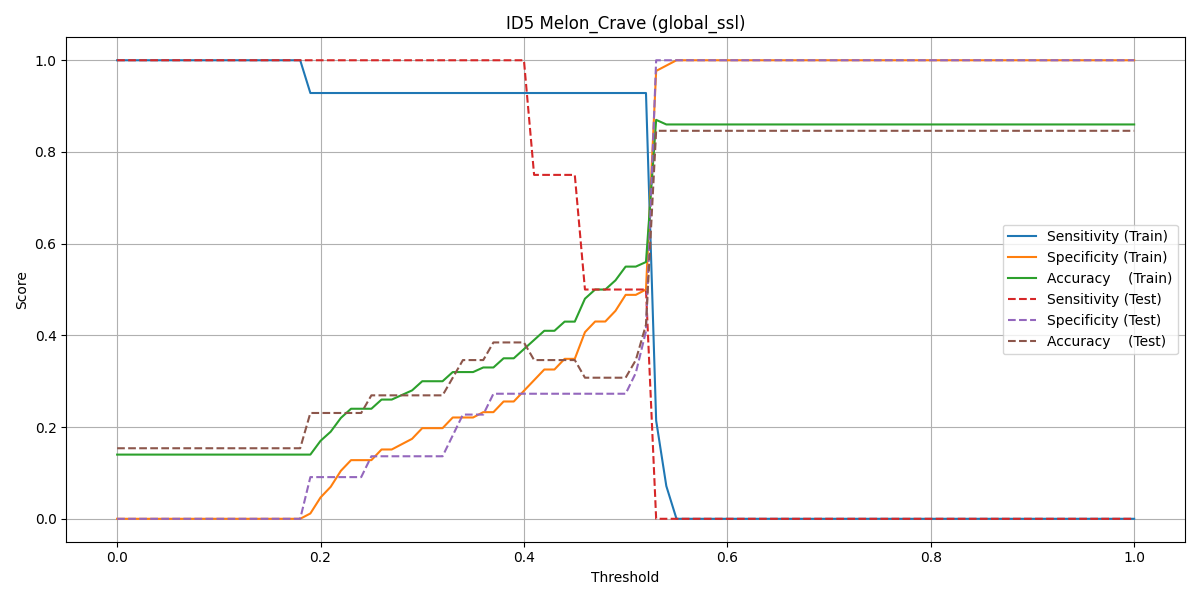 ID5 Melon_Crave (global_ssl)
Score
1.0
0.8
0.6
0.4
0.2
0.0
Sensitivity (Train)
Specificity (Train)
Accuracy    (Train)
Sensitivity (Test)
Specificity (Test)
Accuracy    (Test)
0.0 0.2 0.4 0.6 0.8 1.0
Threshold